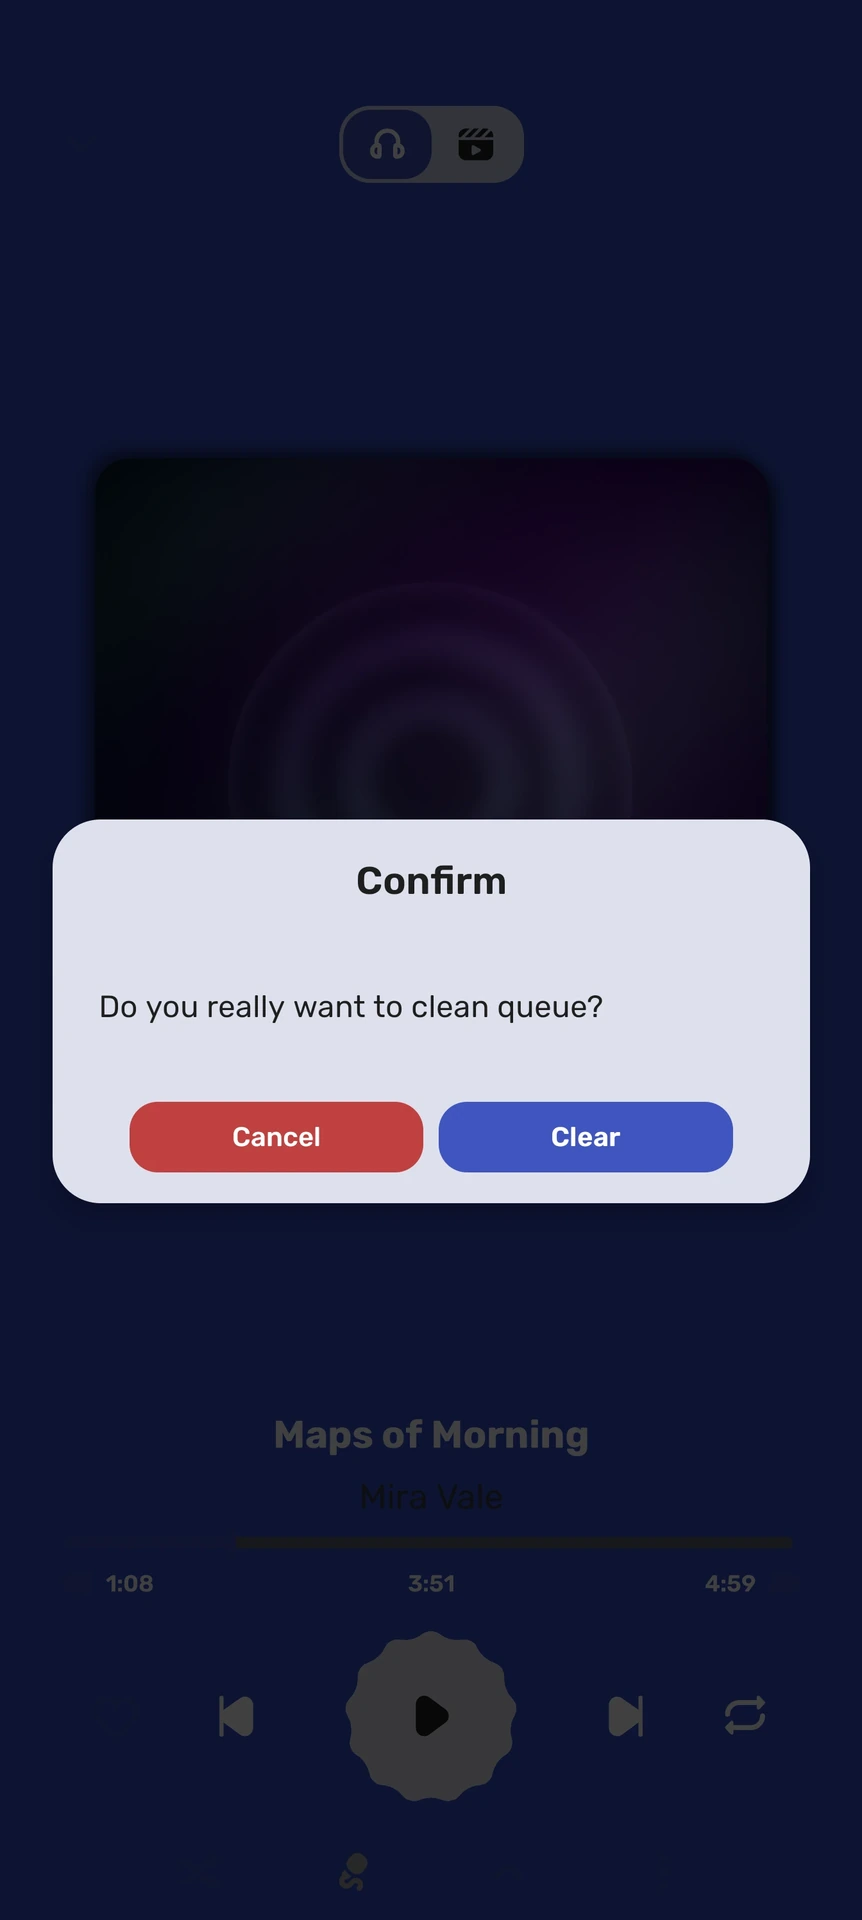 Confirm
Do you really want to clean queue?
Cancel Clear
Maps of Morning
Mira Vale
1:08 3:51 4:59